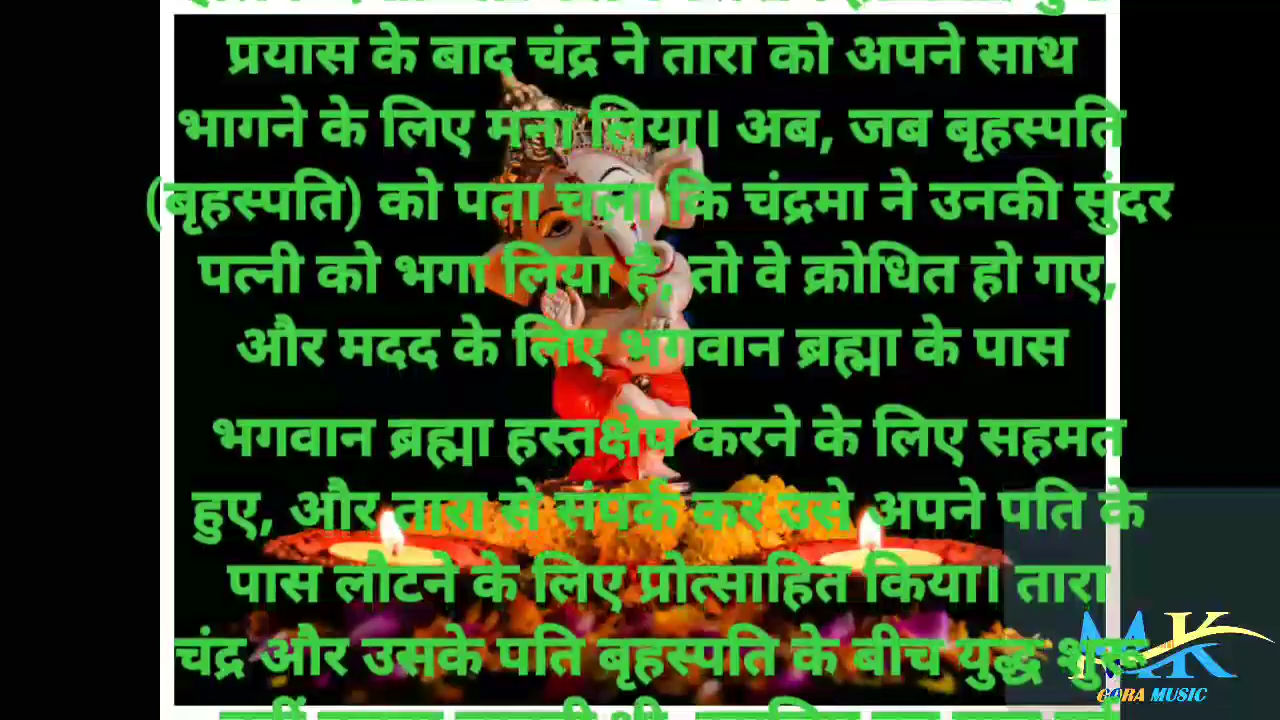 प्रयास के बाद चंद्र ने तारा को अपने साथ
भागने के लिए मना लिया। अब, जब बृहस्पति
(बृहस्पति) को पता चला कि चंद्रमा ने उनकी सुंदर
पत्नी को भगा लिया है, तो वे क्रोधित हो गए,
और मदद के लिए भगवान ब्रह्मा के पास
भगवान ब्रह्मा हस्तक्षेप करने के लिए सहमत
हुए, और तारा से संपर्क कर उसे अपने पति के
पास लौटने के लिए प्रोत्साहित किया। तारा
चंद्र और उसके पति बृहस्पति के बीच युद्ध शुरू
MK
GORA MUSIC